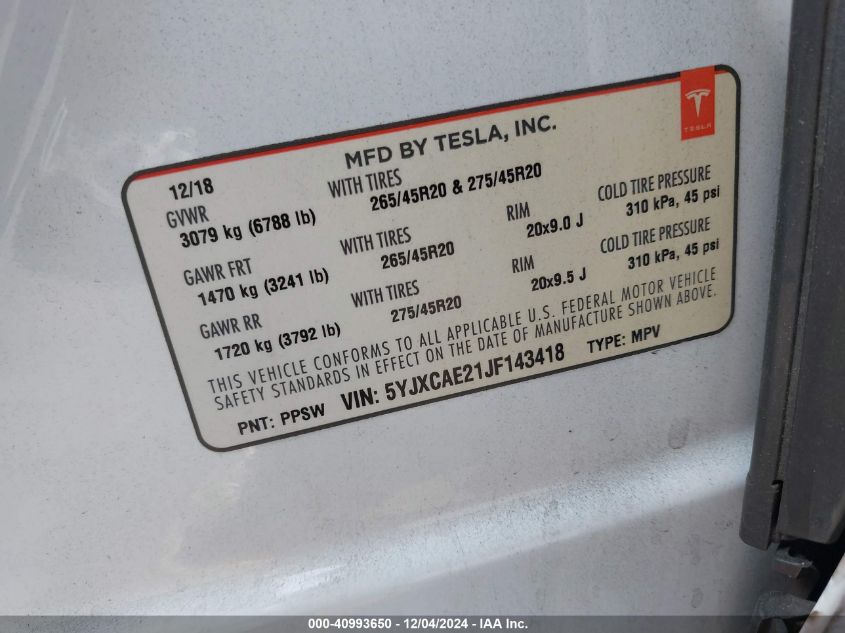 TESLA
MFD BY TESLA, INC.
12/18
GVWR
3079 kg (6788 lb)
WITH TIRES
265/45R20 & 275/45R20
GAWR FRT
1470 kg (3241 lb)
WITH TIRES
265/45R20
RIM
20x9.0 J
COLD TIRE PRESSURE
310 kPa, 45 psi
GAWR RR
1720 kg (3792 lb)
WITH TIRES
275/45R20
RIM
20x9.5 J
COLD TIRE PRESSURE
310 kPa, 45 psi
THIS VEHICLE CONFORMS TO ALL APPLICABLE U.S. FEDERAL MOTOR VEHICLE
SAFETY STANDARDS IN EFFECT ON THE DATE OF MANUFACTURE SHOWN ABOVE.
PNT: PPSW VIN: 5YJXCAE21JF143418 TYPE: MPV
000-40993650 - 12/04/2024 - IAA Inc.